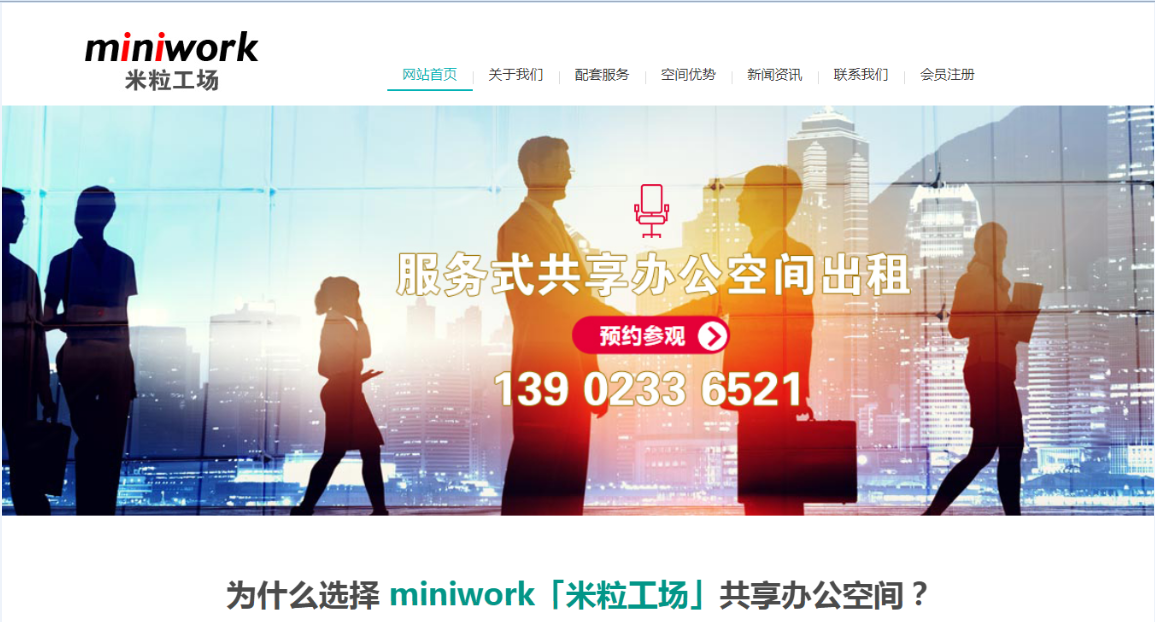 miniwork
米粒工场
网站首页 关于我们 配套服务 空间优势 新闻资讯 联系我们 会员注册
服务式共享办公空间出租
预约参观
139 0233 6521
为什么选择 miniwork「米粒工场」共享办公空间？